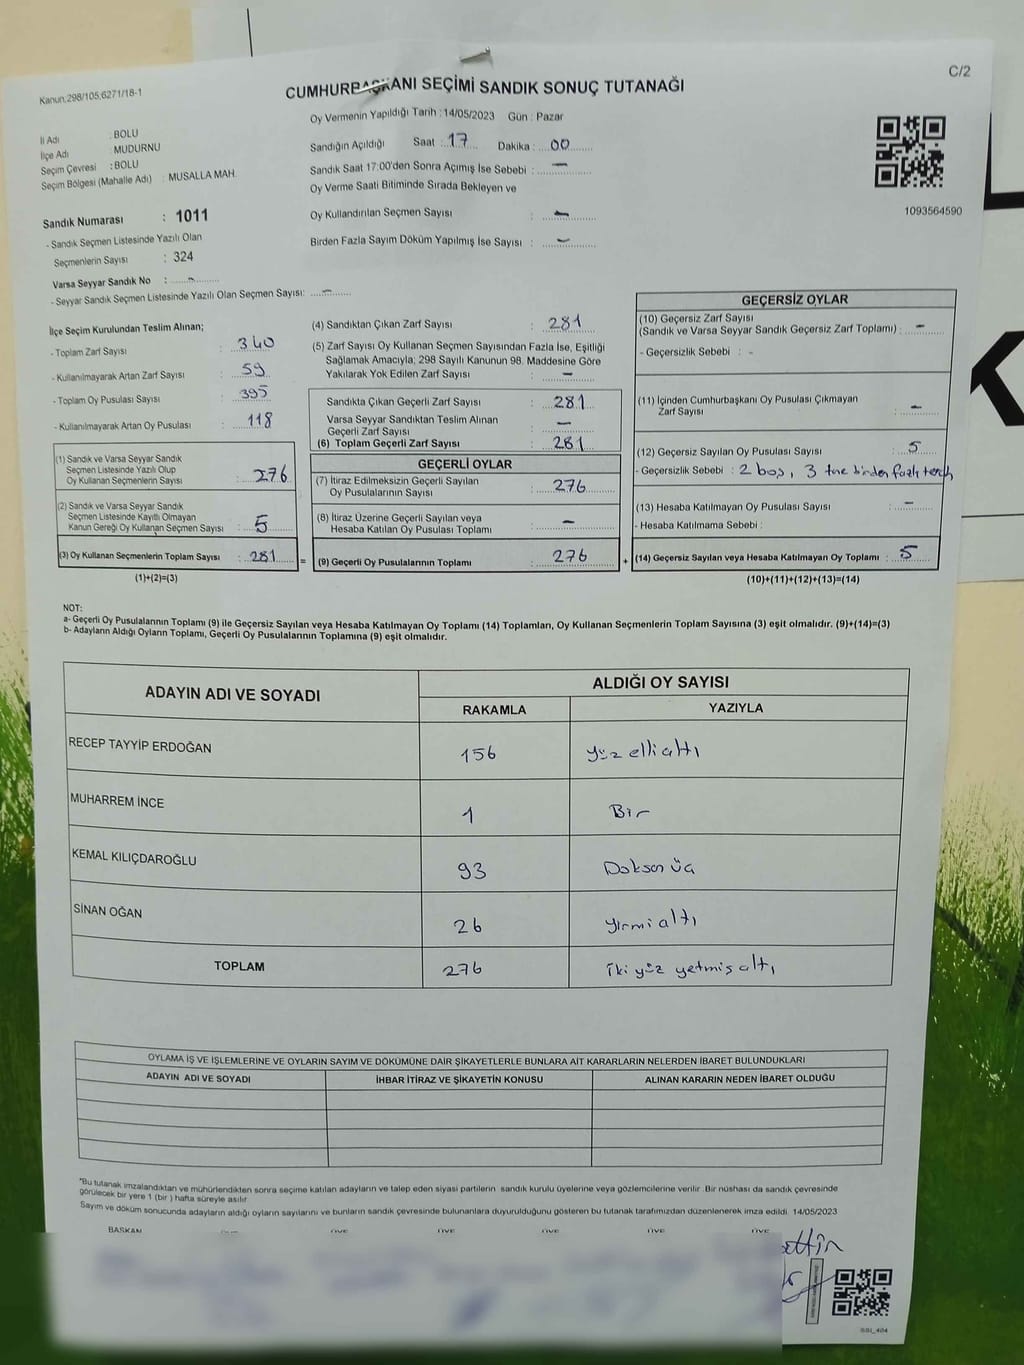 C/2
Kanun,298/105,6271/18-1
CUMHURBAŞKANI SEÇİMİ SANDIK SONUÇ TUTANAĞI
Oy Vermenin Yapıldığı Tarih : 14/05/2023 Gün : Pazar
İl Adı : BOLU
İlçe Adı : MUDURNU
Seçim Çevresi : BOLU
Seçim Bölgesi (Mahalle Adı) : MUSALLA MAH.
Sandığın Açıldığı Saat : 17 Dakika : 00
Sandık Saat 17:00'den Sonra Açımış İse Sebebi : —
Oy Verme Saati Bitiminde Sırada Bekleyen ve
Oy Kullandırılan Seçmen Sayısı : —
Birden Fazla Sayım Döküm Yapılmış İse Sayısı : —
1093564590
Sandık Numarası : 1011
- Sandık Seçmen Listesinde Yazılı Olan
Seçmenlerin Sayısı : 324
Varsa Seyyar Sandık No : -
- Seyyar Sandık Seçmen Listesinde Yazılı Olan Seçmen Sayısı: —
İlçe Seçim Kurulundan Teslim Alınan;
- Toplam Zarf Sayısı : 340
- Kullanılmayarak Artan Zarf Sayısı : 59
- Toplam Oy Pusulası Sayısı : 395
- Kullanılmayarak Artan Oy Pusulası : 118
(1) Sandık ve Varsa Seyyar Sandık
Seçmen Listesinde Yazılı Olup
Oy Kullanan Seçmenlerin Sayısı : 276
(2) Sandık ve Varsa Seyyar Sandık
Seçmen Listesinde Kayıtlı Olmayan
Kanun Gereği Oy Kullanan Seçmen Sayısı : 5
(3) Oy Kullanan Seçmenlerin Toplam Sayısı : 281 =
(1)+(2)=(3)
(4) Sandıktan Çıkan Zarf Sayısı : 281
(5) Zarf Sayısı Oy Kullanan Seçmen Sayısından Fazla İse, Eşitliği
Sağlamak Amacıyla; 298 Sayılı Kanunun 98. Maddesine Göre
Yakılarak Yok Edilen Zarf Sayısı : —
Sandıkta Çıkan Geçerli Zarf Sayısı : 281
Varsa Seyyar Sandıktan Teslim Alınan
Geçerli Zarf Sayısı : —
(6) Toplam Geçerli Zarf Sayısı : 281
GEÇERLİ OYLAR
(7) İtiraz Edilmeksizin Geçerli Sayılan
Oy Pusulalarının Sayısı : 276
(8) İtiraz Üzerine Geçerli Sayılan veya
Hesaba Katılan Oy Pusulası Toplamı : —
(9) Geçerli Oy Pusulalarının Toplamı : 276 +
GEÇERSİZ OYLAR
(10) Geçersiz Zarf Sayısı
(Sandık ve Varsa Seyyar Sandık Geçersiz Zarf Toplamı) : —
- Geçersizlik Sebebi : -
(11) İçinden Cumhurbaşkanı Oy Pusulası Çıkmayan
Zarf Sayısı : —
(12) Geçersiz Sayılan Oy Pusulası Sayısı : 5
- Geçersizlik Sebebi : 2 boş, 3 tane birden fazla tercih
(13) Hesaba Katılmayan Oy Pusulası Sayısı : —
- Hesaba Katılmama Sebebi :
(14) Geçersiz Sayılan veya Hesaba Katılmayan Oy Toplamı : 5
(10)+(11)+(12)+(13)=(14)
NOT:
a- Geçerli Oy Pusulalarının Toplamı (9) ile Geçersiz Sayılan veya Hesaba Katılmayan Oy Toplamı (14) Toplamları, Oy Kullanan Seçmenlerin Toplam Sayısına (3) eşit olmalıdır. (9)+(14)=(3)
b- Adayların Aldığı Oyların Toplamı, Geçerli Oy Pusulalarının Toplamına (9) eşit olmalıdır.
ADAYIN ADI VE SOYADI
ALDIĞI OY SAYISI
RAKAMLA YAZIYLA
RECEP TAYYİP ERDOĞAN 156 yüz elli altı
MUHARREM İNCE 1 Bir
KEMAL KILIÇDAROĞLU 93 Doksan üç
SİNAN OĞAN 26 yirmi altı
TOPLAM 276 iki yüz yetmiş altı
OYLAMA İŞ VE İŞLEMLERİNE VE OYLARIN SAYIM VE DÖKÜMÜNE DAİR ŞİKAYETLERLE BUNLARA AİT KARARLARIN NELERDEN İBARET BULUNDUKLARI
ADAYIN ADI VE SOYADI İHBAR İTİRAZ VE ŞİKAYETİN KONUSU ALINAN KARARIN NEDEN İBARET OLDUĞU
*Bu tutanak imzalandıktan ve mühürlendikten sonra seçime katılan adayların ve talep eden siyasi partilerin sandık kurulu üyelerine veya gözlemcilerine verilir. Bir nüshası da sandık çevresinde
görülecek bir yere 1 (bir) hafta süreyle asılır.
Sayım ve döküm sonucunda adayların aldığı oyların sayılarını ve bunların sandık çevresinde bulunanlara duyurulduğunu gösteren bu tutanak tarafımızdan düzenlenerek imza edildi. 14/05/2023
BAŞKAN ÜYE ÜYE ÜYE ÜYE ÜYE ÜYE